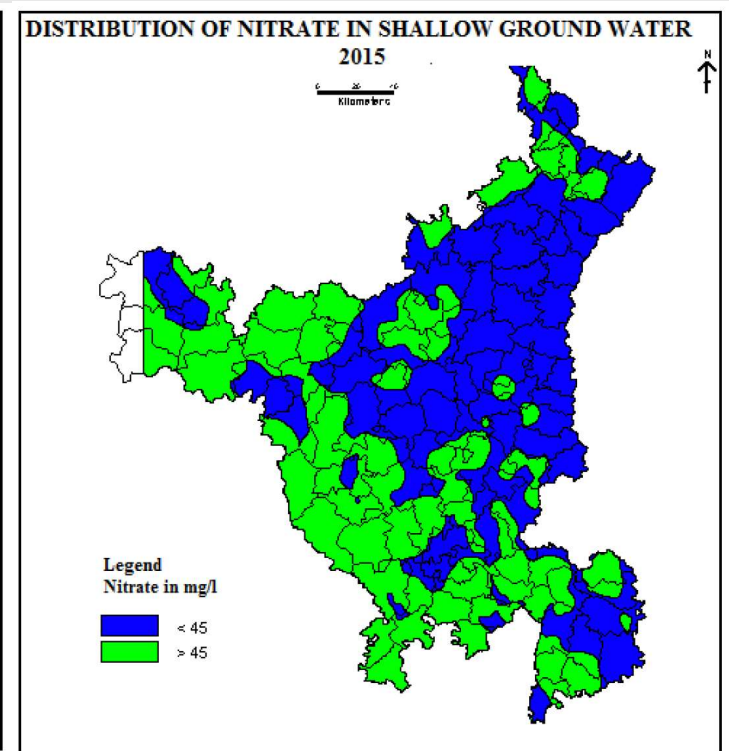 DISTRIBUTION OF NITRATE IN SHALLOW GROUND WATER
2015
N
Kilometers
Legend
Nitrate in mg/l
< 45
> 45